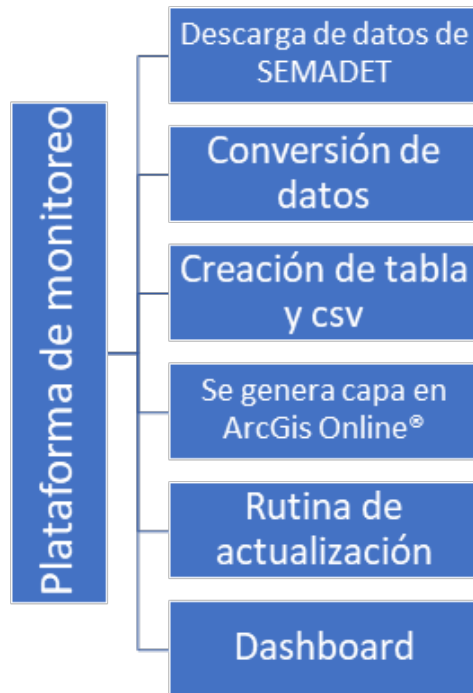 Plataforma de monitoreo
Descarga de datos de
SEMADET
Conversión de
datos
Creación de tabla
y csv
Se genera capa en
ArcGis Online®
Rutina de
actualización
Dashboard